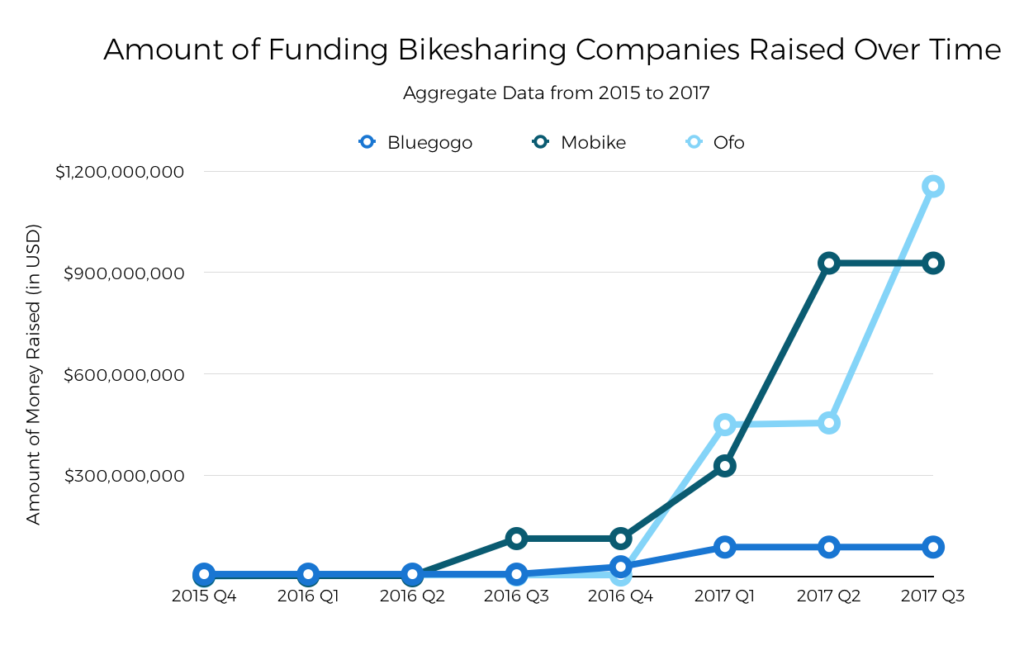 Amount of Funding Bikesharing Companies Raised Over Time
Aggregate Data from 2015 to 2017
Bluegogo Mobike Ofo
$1,200,000,000
$900,000,000
$600,000,000
$300,000,000
Amount of Money Raised (in USD)
2015 Q4 2016 Q1 2016 Q2 2016 Q3 2016 Q4 2017 Q1 2017 Q2 2017 Q3